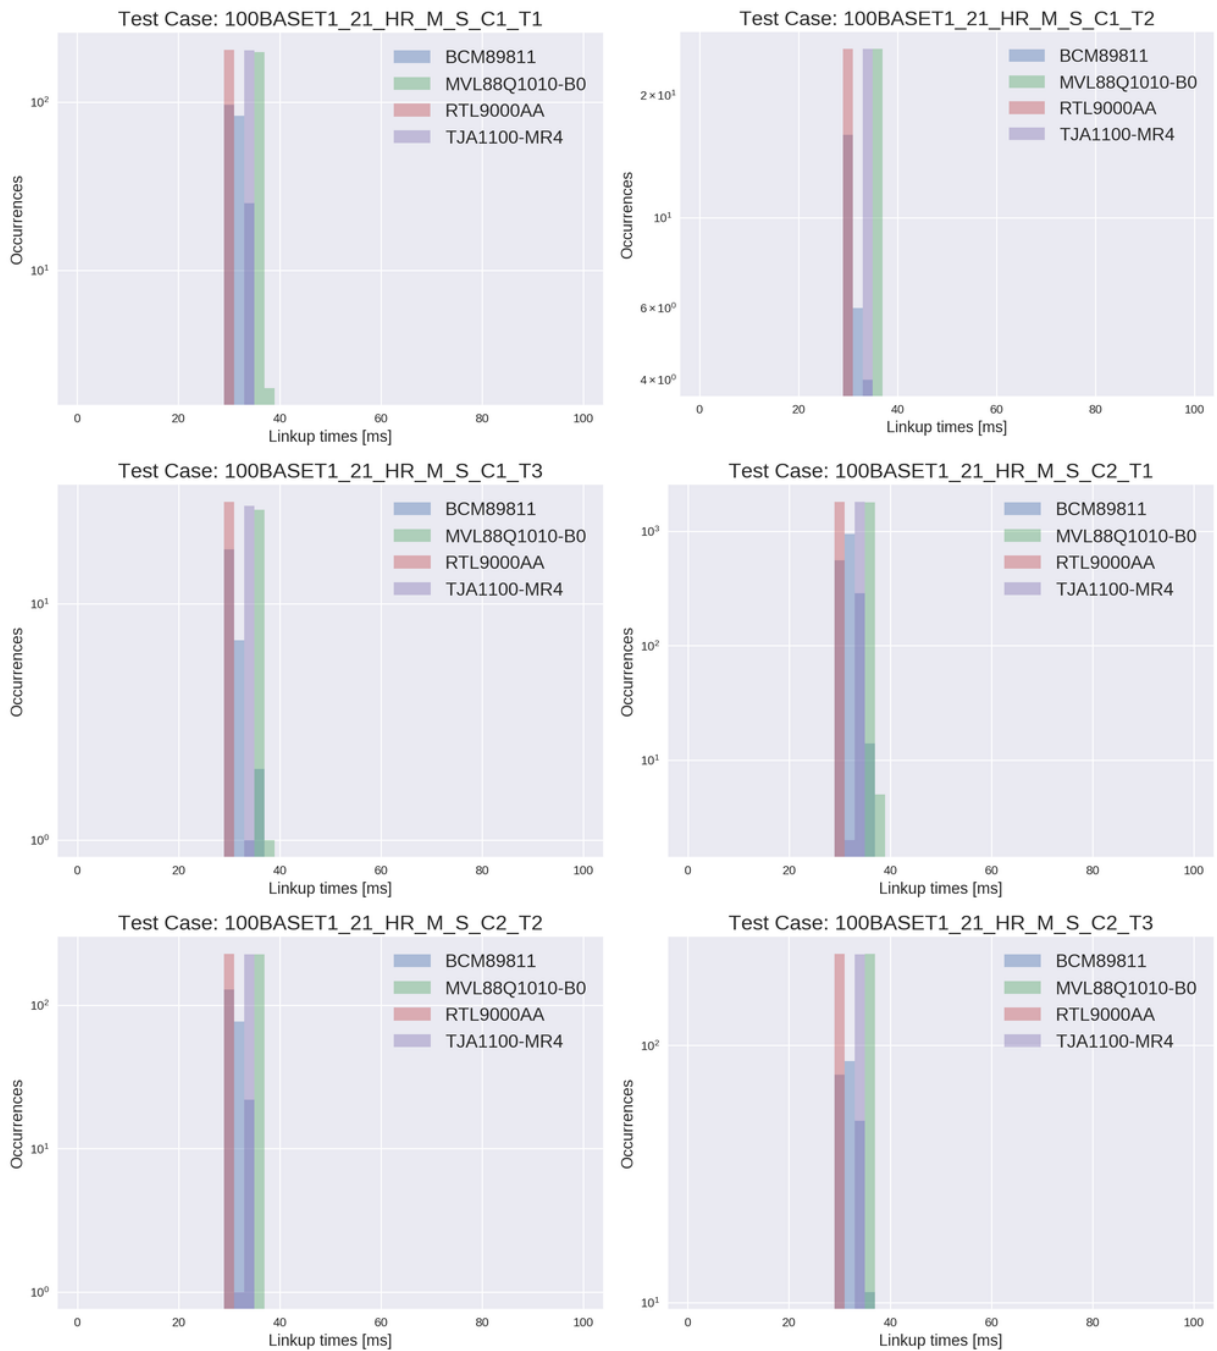 Test Case: 100BASET1_21_HR_M_S_C1_T1
BCM89811
MVL88Q1010-B0
RTL9000AA
TJA1100-MR4
10²
10¹
Occurrences
0 20 40 60 80 100
Linkup times [ms]
Test Case: 100BASET1_21_HR_M_S_C1_T2
BCM89811
MVL88Q1010-B0
RTL9000AA
TJA1100-MR4
2×10¹
10¹
6×10⁰
4×10⁰
Occurrences
0 20 40 60 80 100
Linkup times [ms]
Test Case: 100BASET1_21_HR_M_S_C1_T3
BCM89811
MVL88Q1010-B0
RTL9000AA
TJA1100-MR4
10¹
10⁰
Occurrences
0 20 40 60 80 100
Linkup times [ms]
Test Case: 100BASET1_21_HR_M_S_C2_T1
BCM89811
MVL88Q1010-B0
RTL9000AA
TJA1100-MR4
10³
10²
10¹
Occurrences
0 20 40 60 80 100
Linkup times [ms]
Test Case: 100BASET1_21_HR_M_S_C2_T2
BCM89811
MVL88Q1010-B0
RTL9000AA
TJA1100-MR4
10²
10¹
10⁰
Occurrences
0 20 40 60 80 100
Linkup times [ms]
Test Case: 100BASET1_21_HR_M_S_C2_T3
BCM89811
MVL88Q1010-B0
RTL9000AA
TJA1100-MR4
10²
10¹
Occurrences
0 20 40 60 80 100
Linkup times [ms]